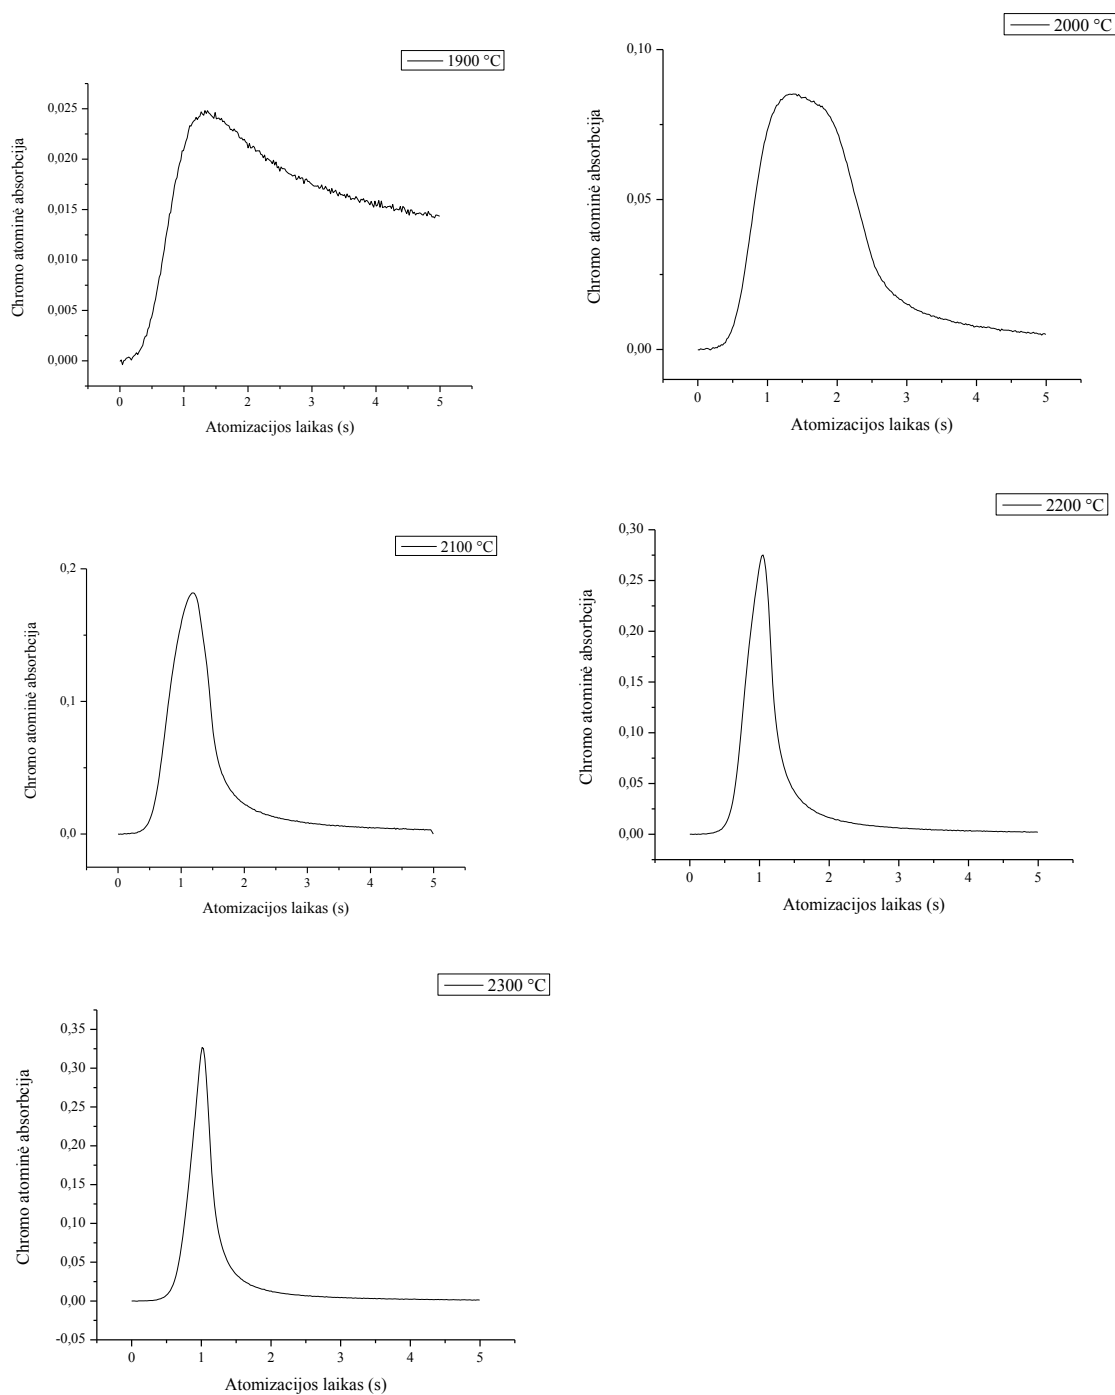 1900 °C
0,025
0,020
0,015
0,010
0,005
0,000
Chromo atominė absorbcija
0 1 2 3 4 5
Atomizacijos laikas (s)
2000 °C
0,10
0,05
0,00
Chromo atominė absorbcija
0 1 2 3 4 5
Atomizacijos laikas (s)
2100 °C
0,2
0,1
0,0
Chromo atominė absorbcija
0 1 2 3 4 5
Atomizacijos laikas (s)
2200 °C
0,30
0,25
0,20
0,15
0,10
0,05
0,00
Chromo atominė absorbcija
0 1 2 3 4 5
Atomizacijos laikas (s)
2300 °C
0,35
0,30
0,25
0,20
0,15
0,10
0,05
0,00
-0,05
Chromo atominė absorbcija
0 1 2 3 4 5
Atomizacijos laikas (s)